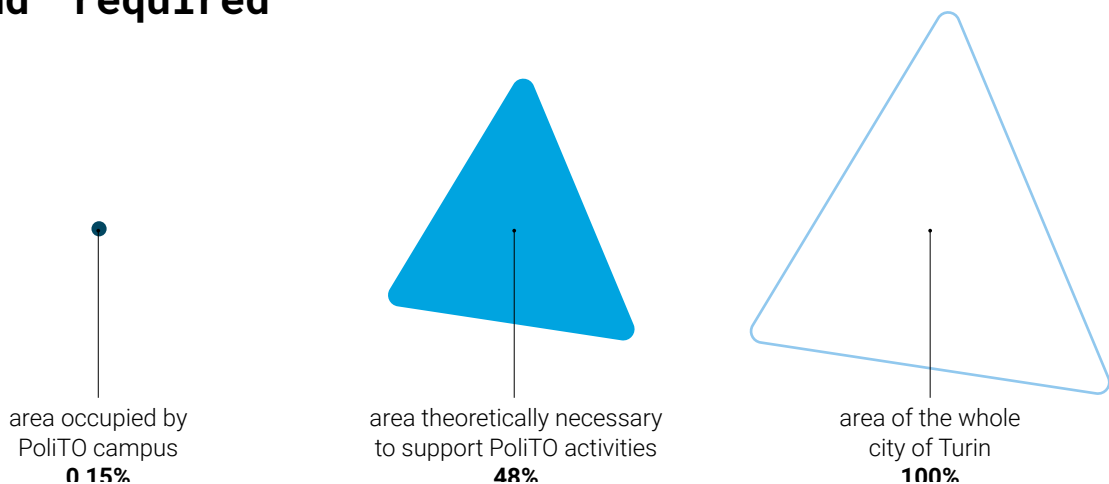 required
area occupied by
PoliTO campus
0.15%
area theoretically necessary
to support PoliTO activities
48%
area of the whole
city of Turin
100%